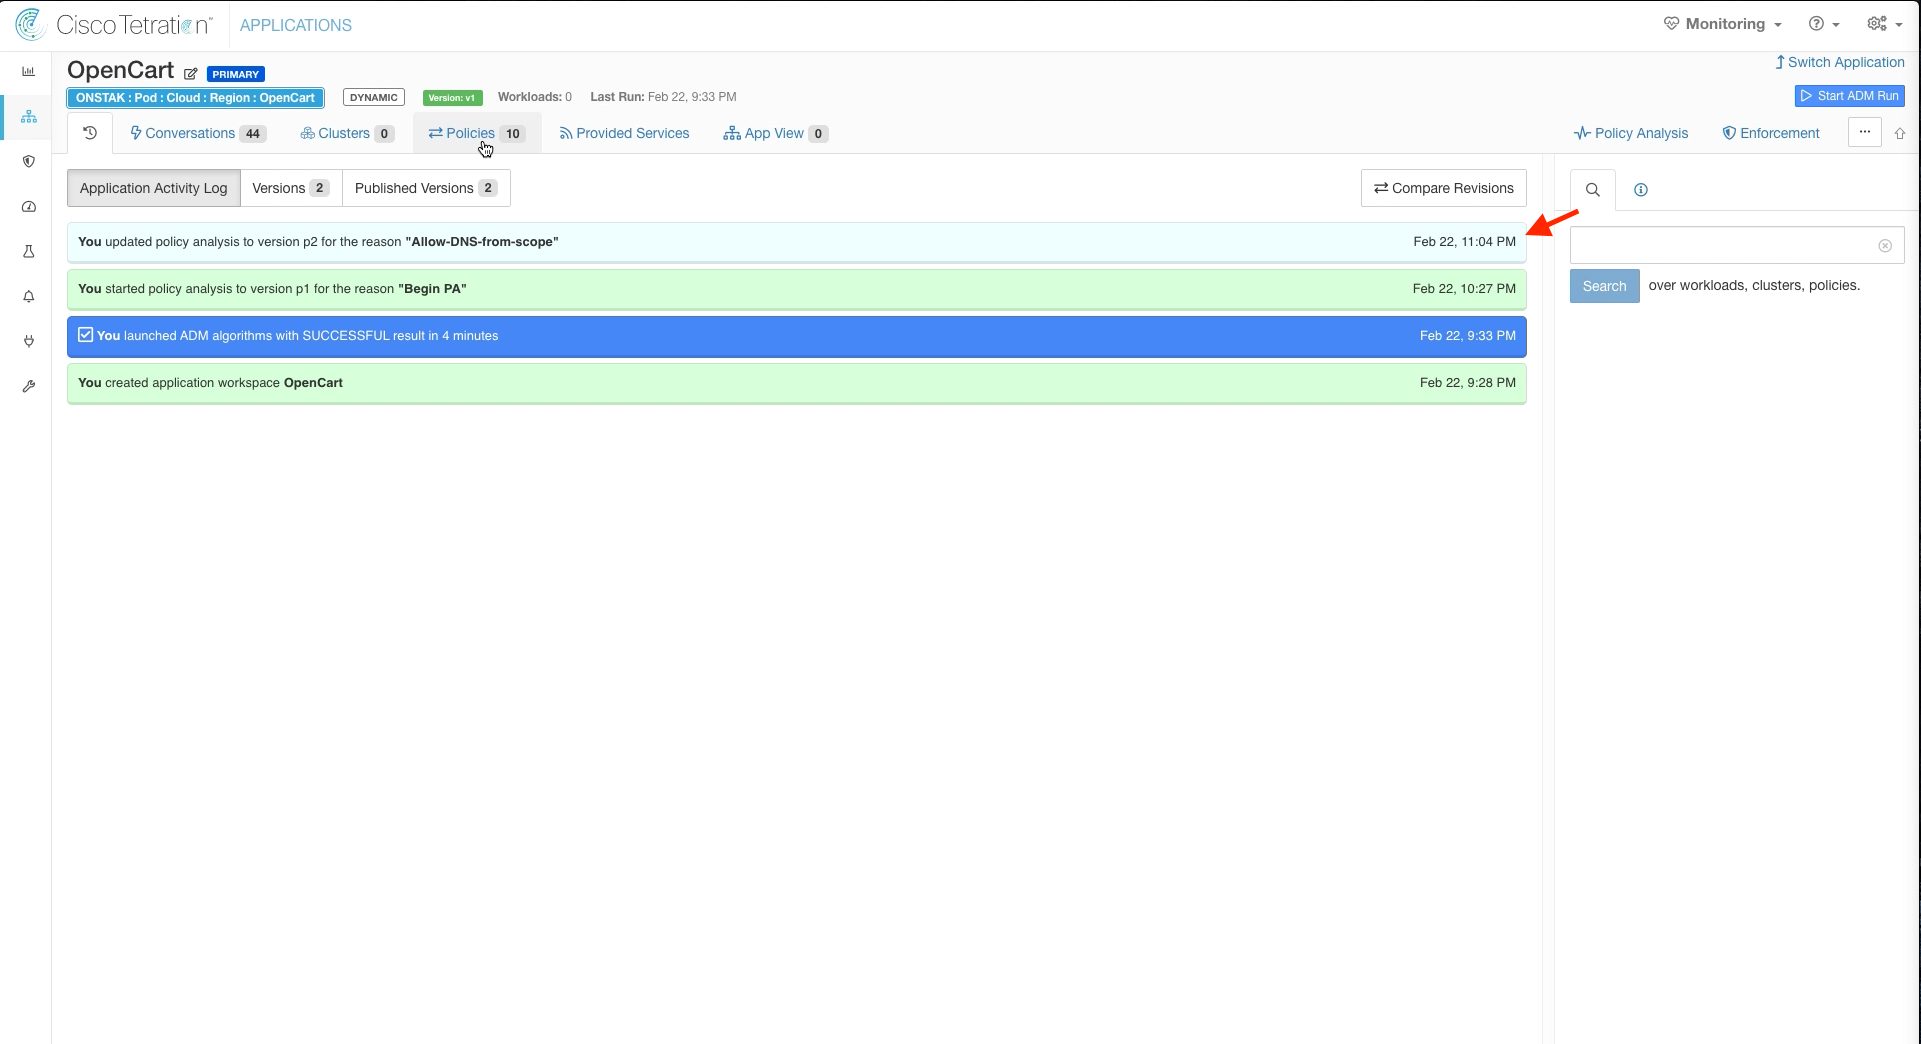 Cisco Tetration™ APPLICATIONS Monitoring
OpenCart PRIMARY
Switch Application
ONSTAK : Pod : Cloud : Region : OpenCart DYNAMIC Version: v1 Workloads: 0 Last Run: Feb 22, 9:33 PM
Start ADM Run
Conversations 44 Clusters 0 Policies 10 Provided Services App View 0 Policy Analysis Enforcement ...
Application Activity Log Versions 2 Published Versions 2 Compare Revisions
You updated policy analysis to version p2 for the reason "Allow-DNS-from-scope" Feb 22, 11:04 PM
You started policy analysis to version p1 for the reason "Begin PA" Feb 22, 10:27 PM
You launched ADM algorithms with SUCCESSFUL result in 4 minutes Feb 22, 9:33 PM
You created application workspace OpenCart Feb 22, 9:28 PM
Search over workloads, clusters, policies.